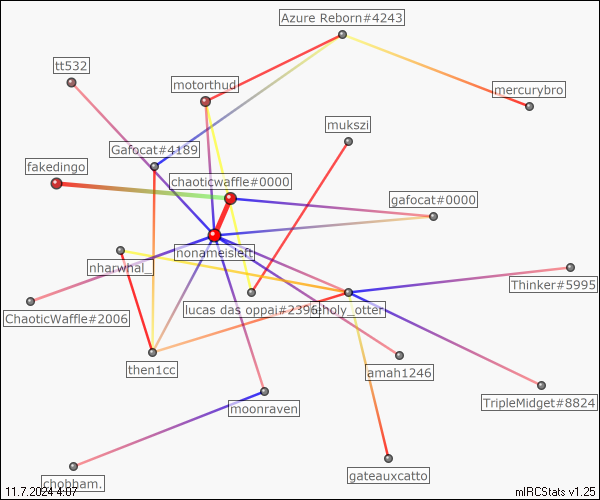 Azure Reborn#4243
tt532
motorthud
mercurybro
mukszi
Gafocat#4189
fakedingo
chaoticwaffle#0000
gafocat#0000
nonameisleft
nharwhal_
Thinker#5995
ChaoticWaffle#2006
lucas das oppai#2396
holy_otter
then1cc
amah1246
moonraven
TripleMidget#8824
gateauxcatto
chobbam.
11.7.2024 4:07
mIRCStats v1.25